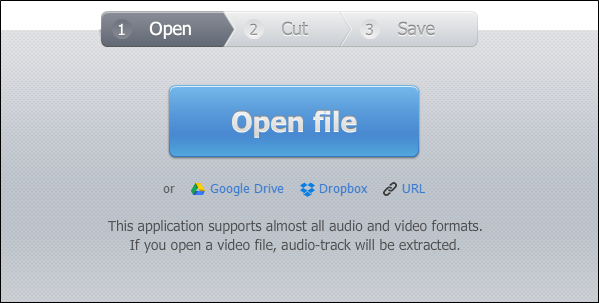 1 Open 2 Cut 3 Save
Open file
or Google Drive Dropbox URL
This application supports almost all audio and video formats.
If you open a video file, audio-track will be extracted.